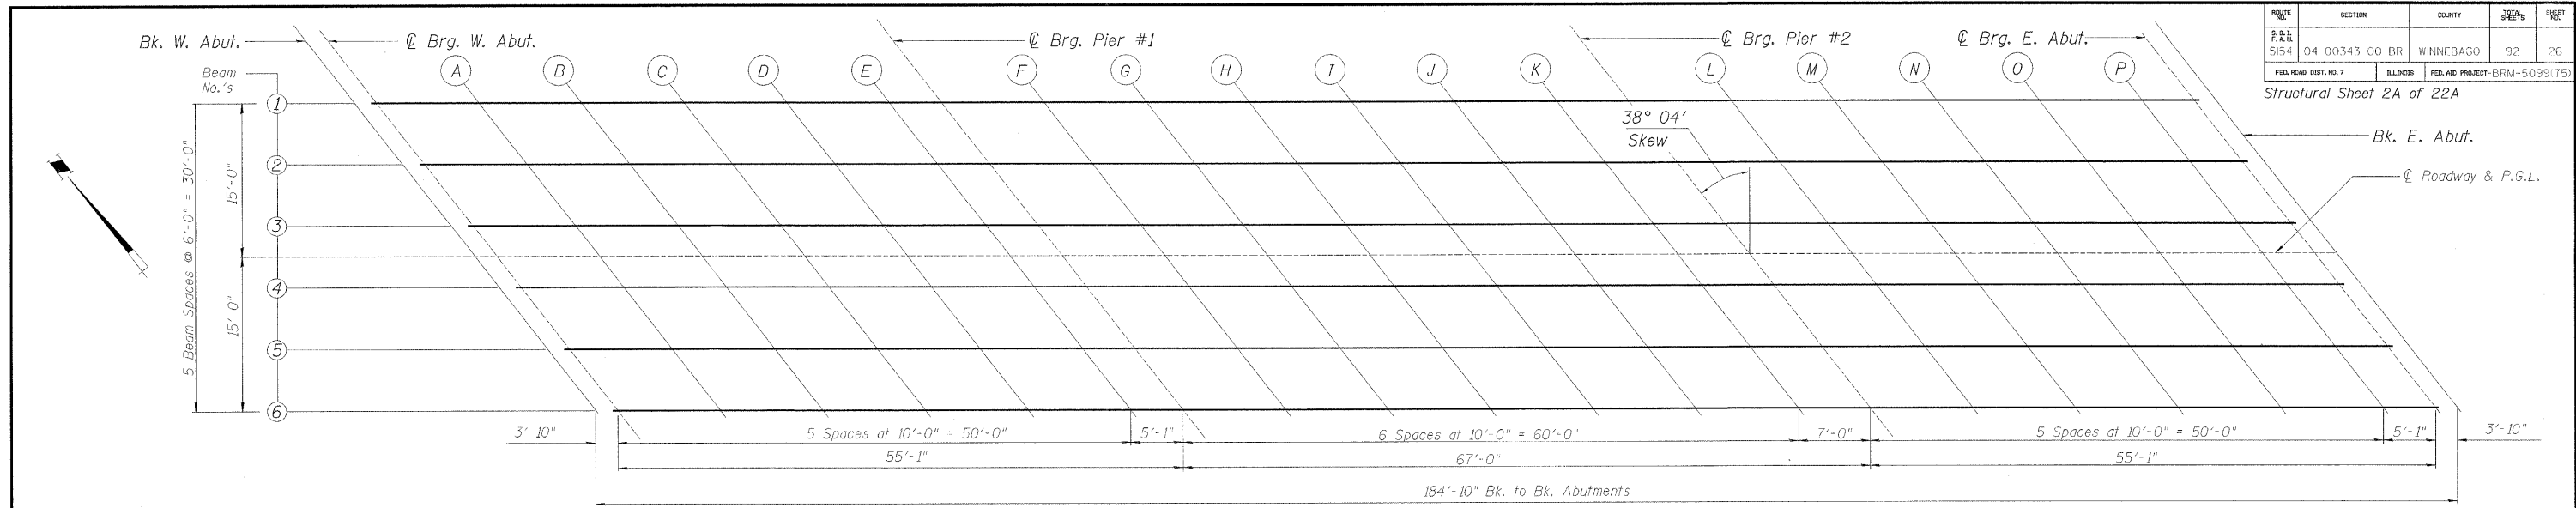 ROUTE NO. SECTION COUNTY TOTAL SHEETS SHEET NO.
5154 04-00343-00-BR WINNEBAGO 92 26
FED. ROAD DIST. NO. 7 ILLINOIS FED. AID PROJECT-BRM-5099(75)
Structural Sheet 2A of 22A
Bk. W. Abut.
℄ Brg. W. Abut.
℄ Brg. Pier #1
℄ Brg. Pier #2
℄ Brg. E. Abut.
Beam
No.'s
A B C D E F G H I J K L M N O P
1
2
3
4
5
6
38° 04'
Skew
Bk. E. Abut.
℄ Roadway & P.G.L.
5 Beam Spaces @ 6'-0" = 30'-0"
15'-0"
15'-0"
3'-10" 5 Spaces at 10'-0" = 50'-0" 5'-1" 6 Spaces at 10'-0" = 60'-0" 7'-0" 5 Spaces at 10'-0" = 50'-0" 5'-1" 3'-10"
55'-1" 67'-0" 55'-1"
184'-10" Bk. to Bk. Abutments